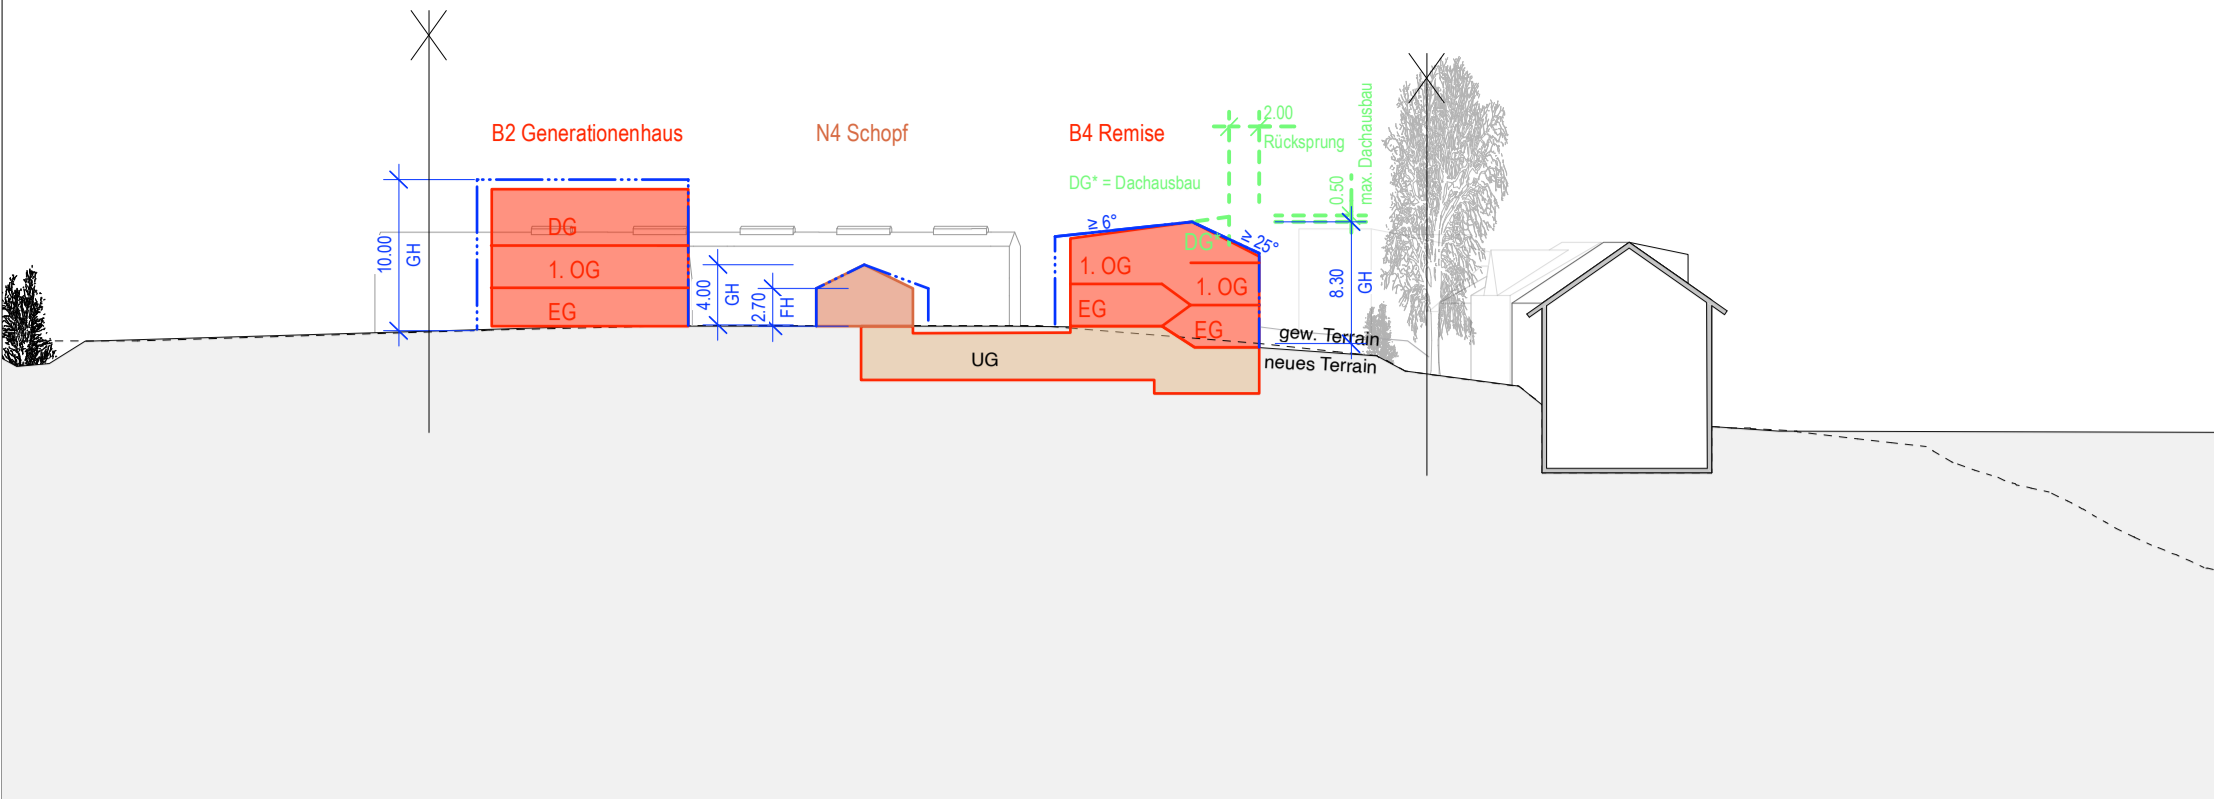 B2 Generationenhaus
N4 Schopf
B4 Remise
2.00
Rücksprung
DG* = Dachausbau
0.50
max. Dachausbau
10.00
GH
DG
1. OG
EG
4.00
GH
2.70
FH
≥ 6°
≥ 25°
DG*
1. OG
EG
1. OG
EG
8.30
GH
UG
gew. Terrain
neues Terrain